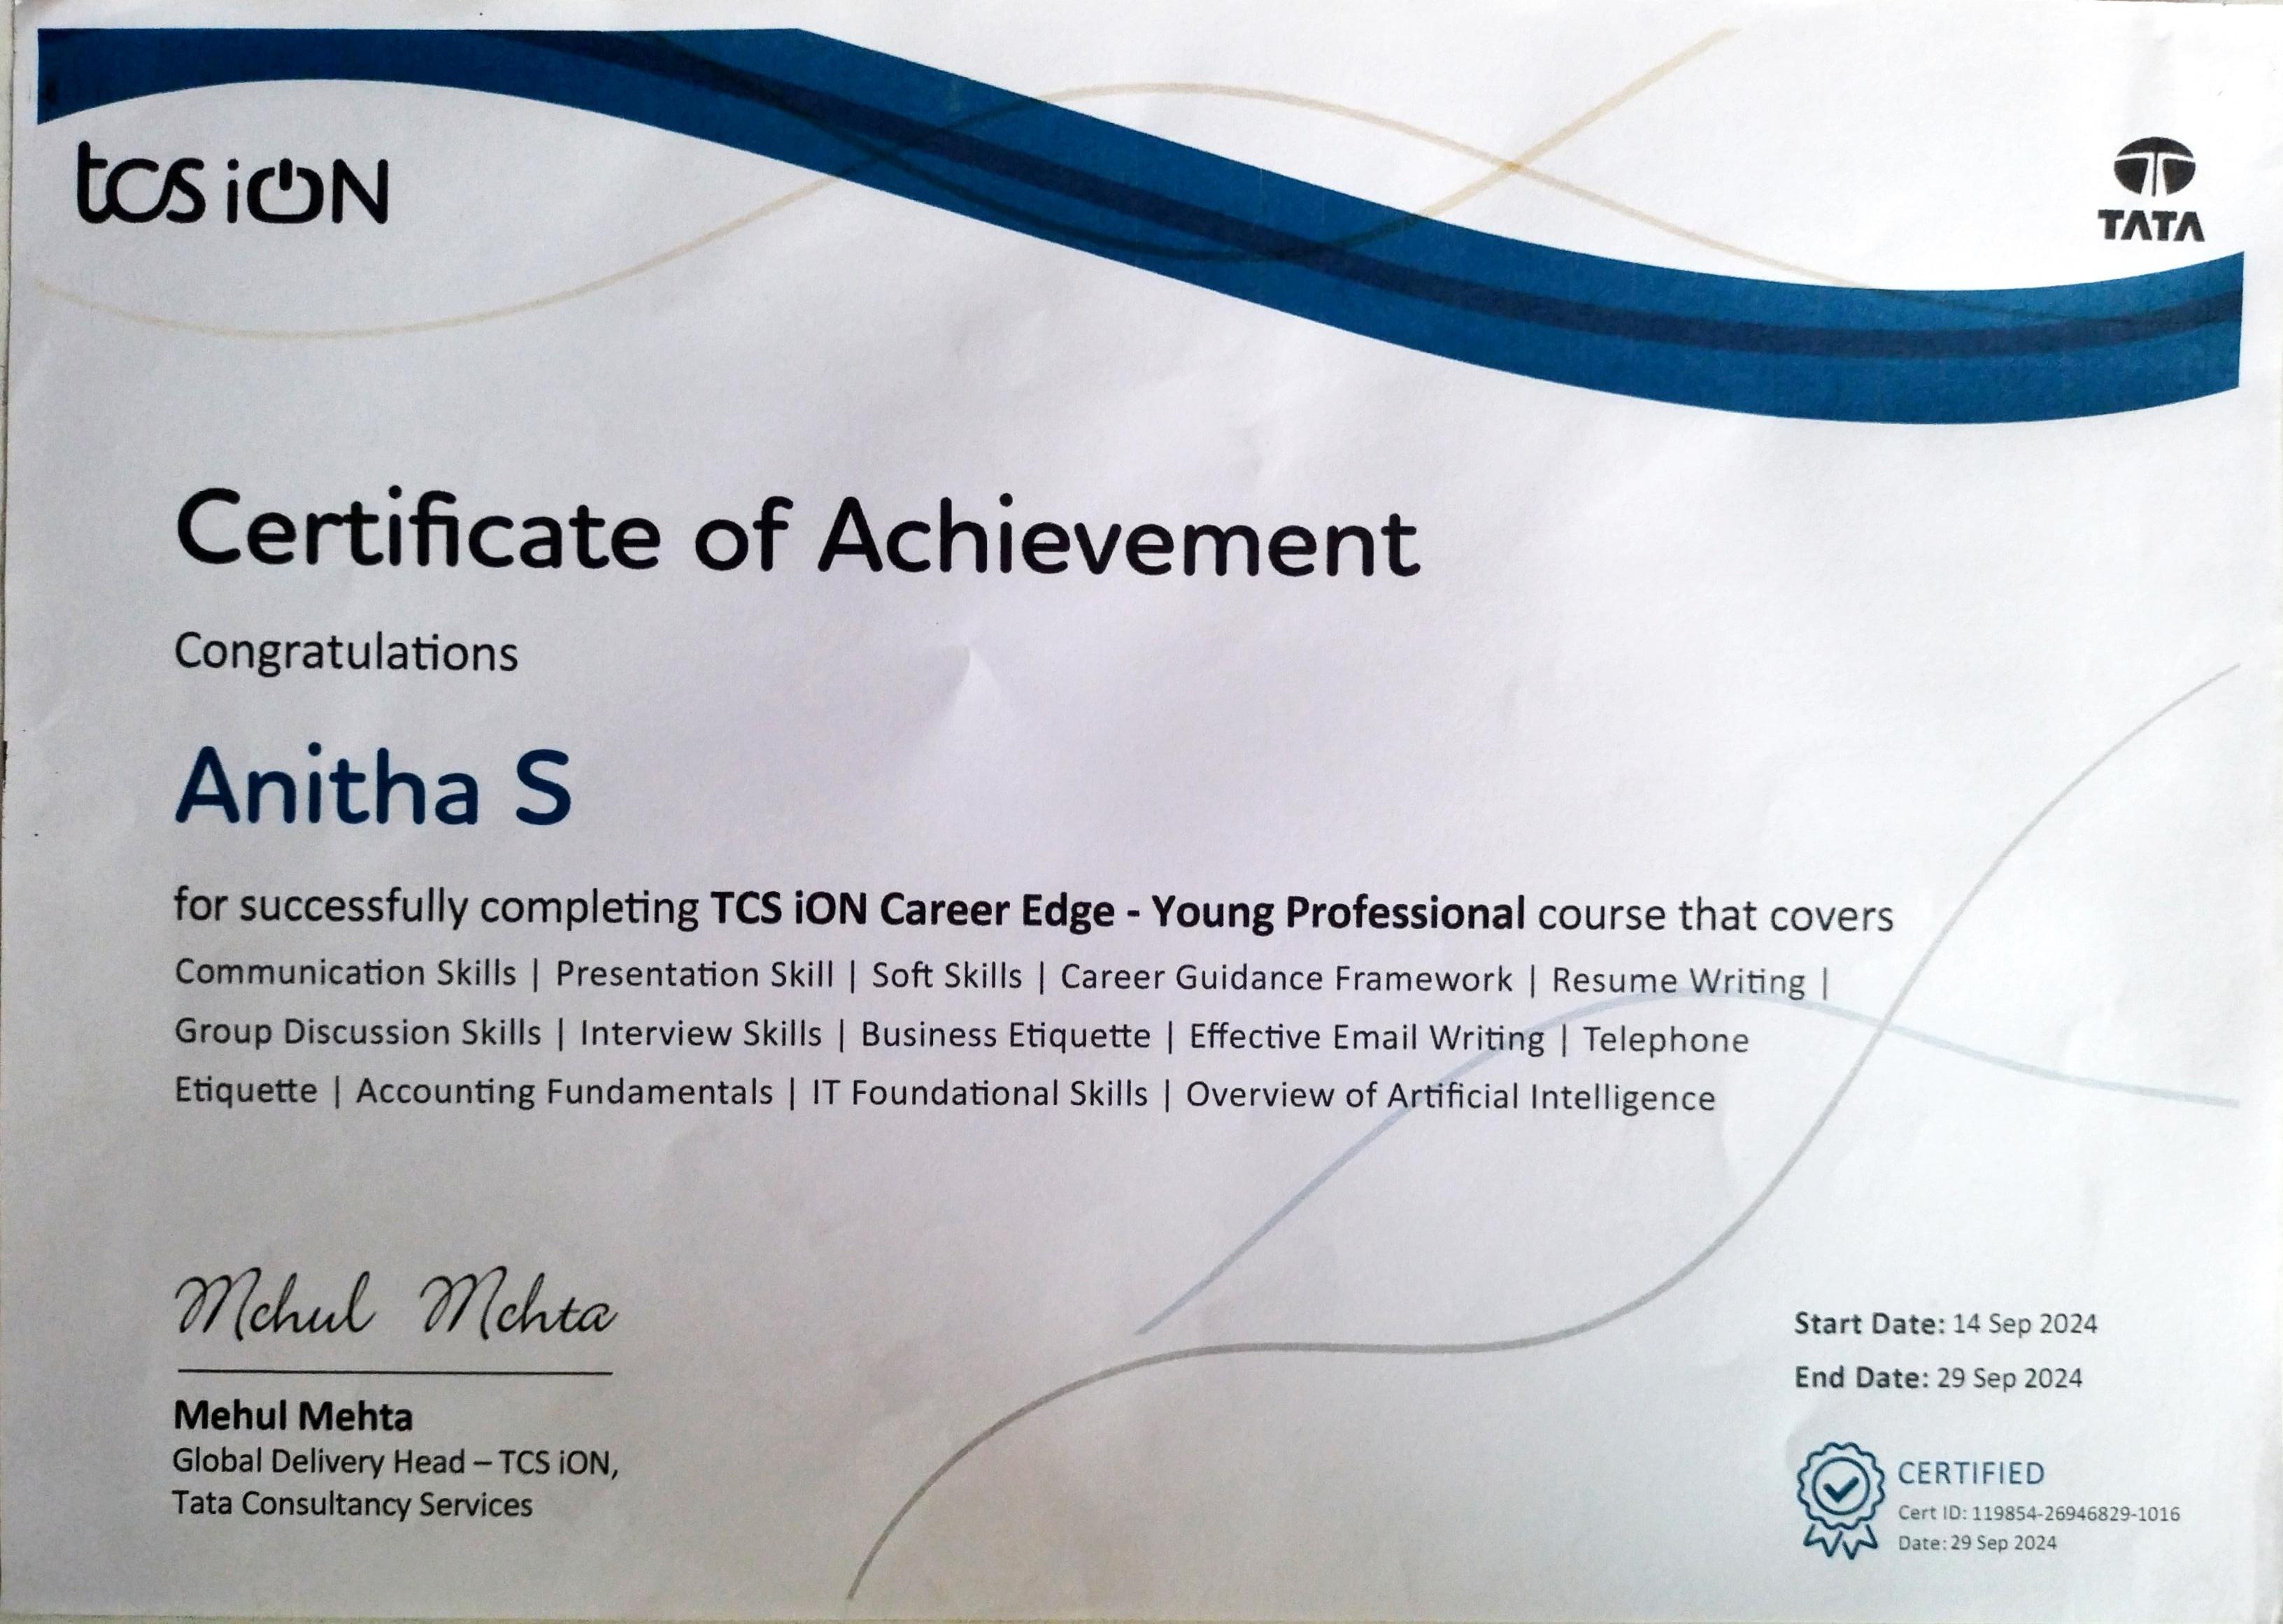 tcs iON
TATA
Certificate of Achievement
Congratulations
Anitha S
for successfully completing TCS iON Career Edge - Young Professional course that covers
Communication Skills | Presentation Skill | Soft Skills | Career Guidance Framework | Resume Writing |
Group Discussion Skills | Interview Skills | Business Etiquette | Effective Email Writing | Telephone
Etiquette | Accounting Fundamentals | IT Foundational Skills | Overview of Artificial Intelligence
Mehul Mehta
Mehul Mehta
Global Delivery Head – TCS iON,
Tata Consultancy Services
Start Date: 14 Sep 2024
End Date: 29 Sep 2024
CERTIFIED
Cert ID: 119854-26946829-1016
Date: 29 Sep 2024